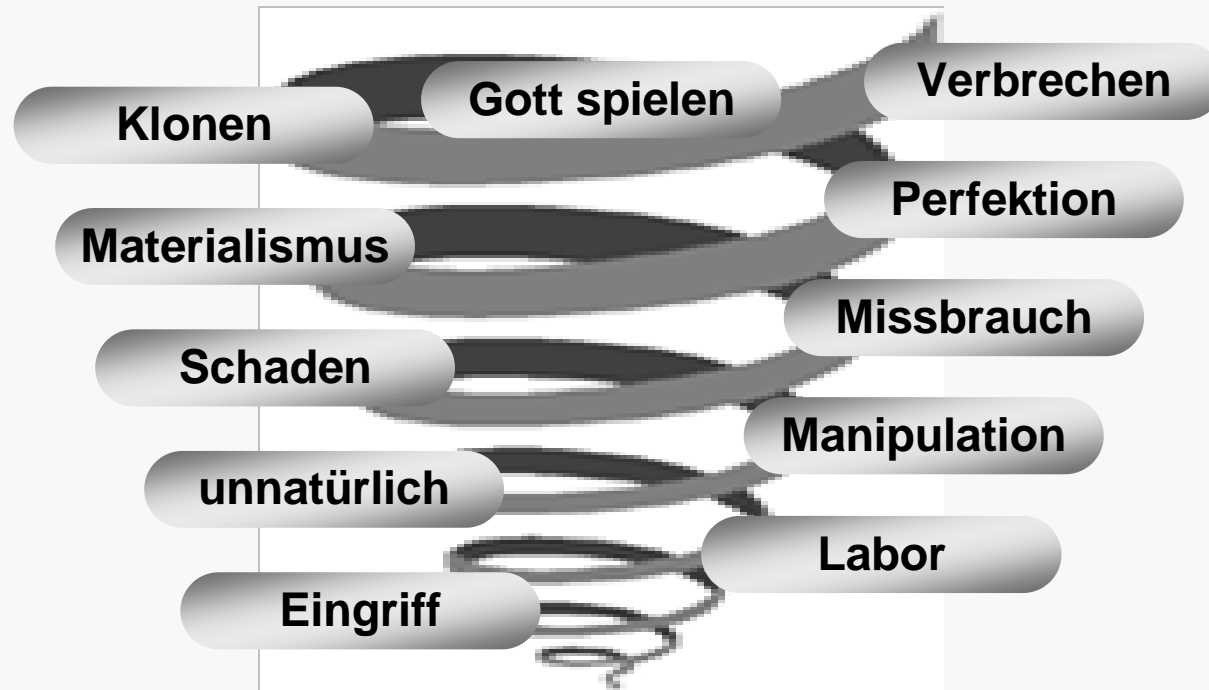 Klonen
Gott spielen
Verbrechen
Materialismus
Perfektion
Schaden
Missbrauch
unnatürlich
Manipulation
Eingriff
Labor